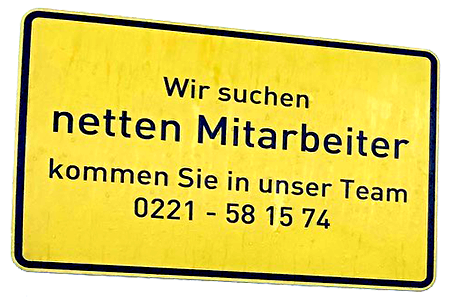 Wir suchen
netten Mitarbeiter
kommen Sie in unser Team
0221 - 58 15 74